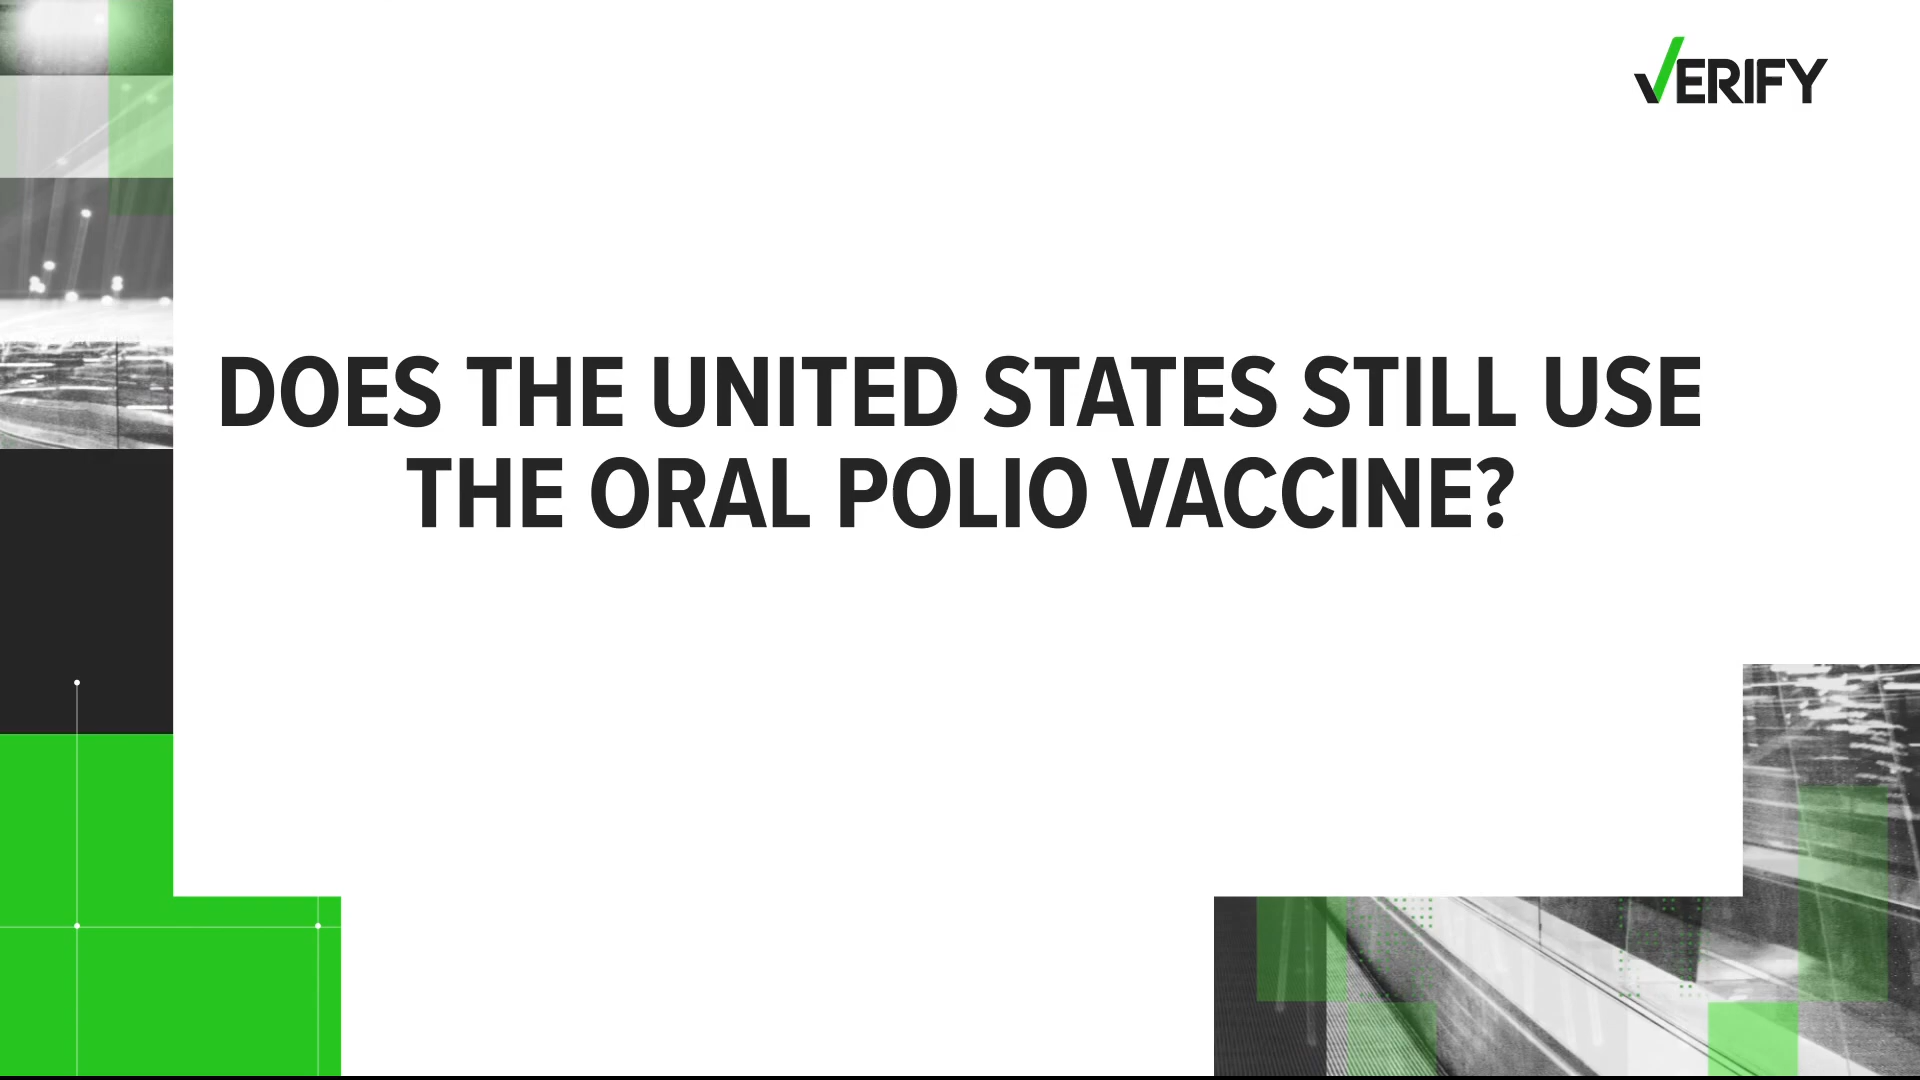 VERIFY
DOES THE UNITED STATES STILL USE
THE ORAL POLIO VACCINE?